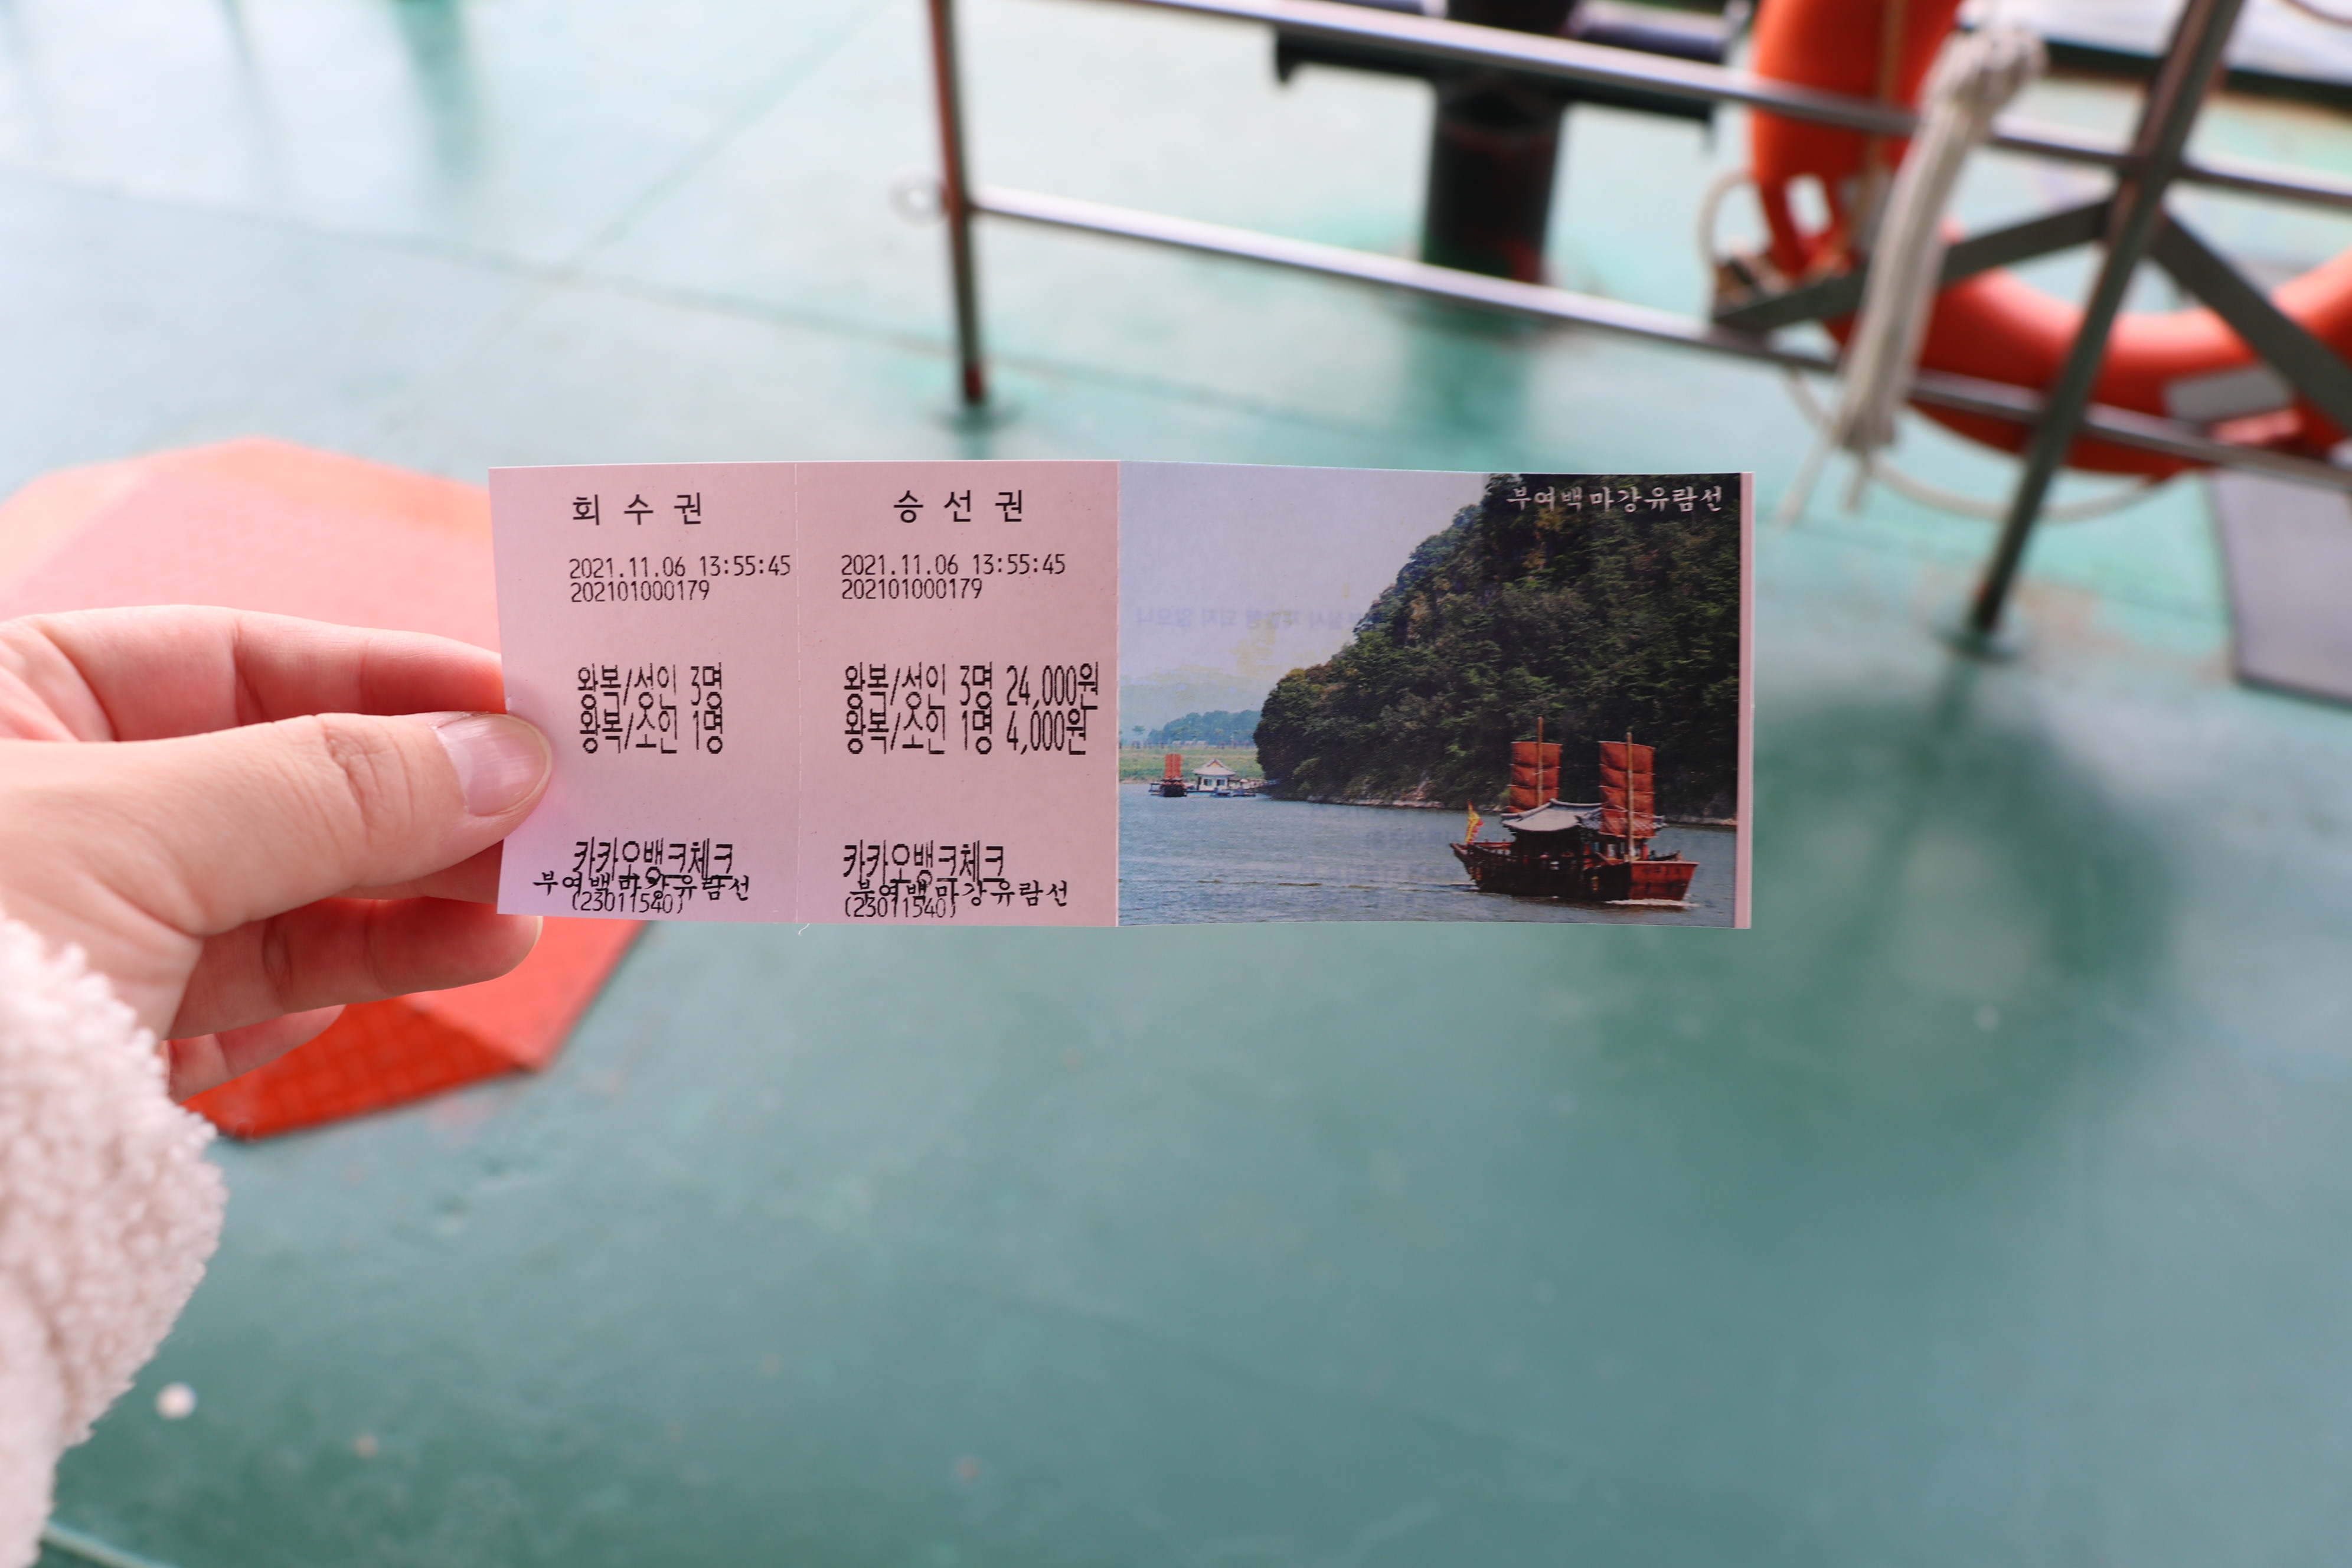 회수권
2021.11.06 13:55:45
202101000179
왕복/성인 3명
왕복/소인 1명
카카오뱅크체크
부여백마강유람선
(23011540)
승선권
2021.11.06 13:55:45
202101000179
왕복/성인 3명 24,000원
왕복/소인 1명 4,000원
카카오뱅크체크
부여백마강유람선
(23011540)
부여백마강유람선